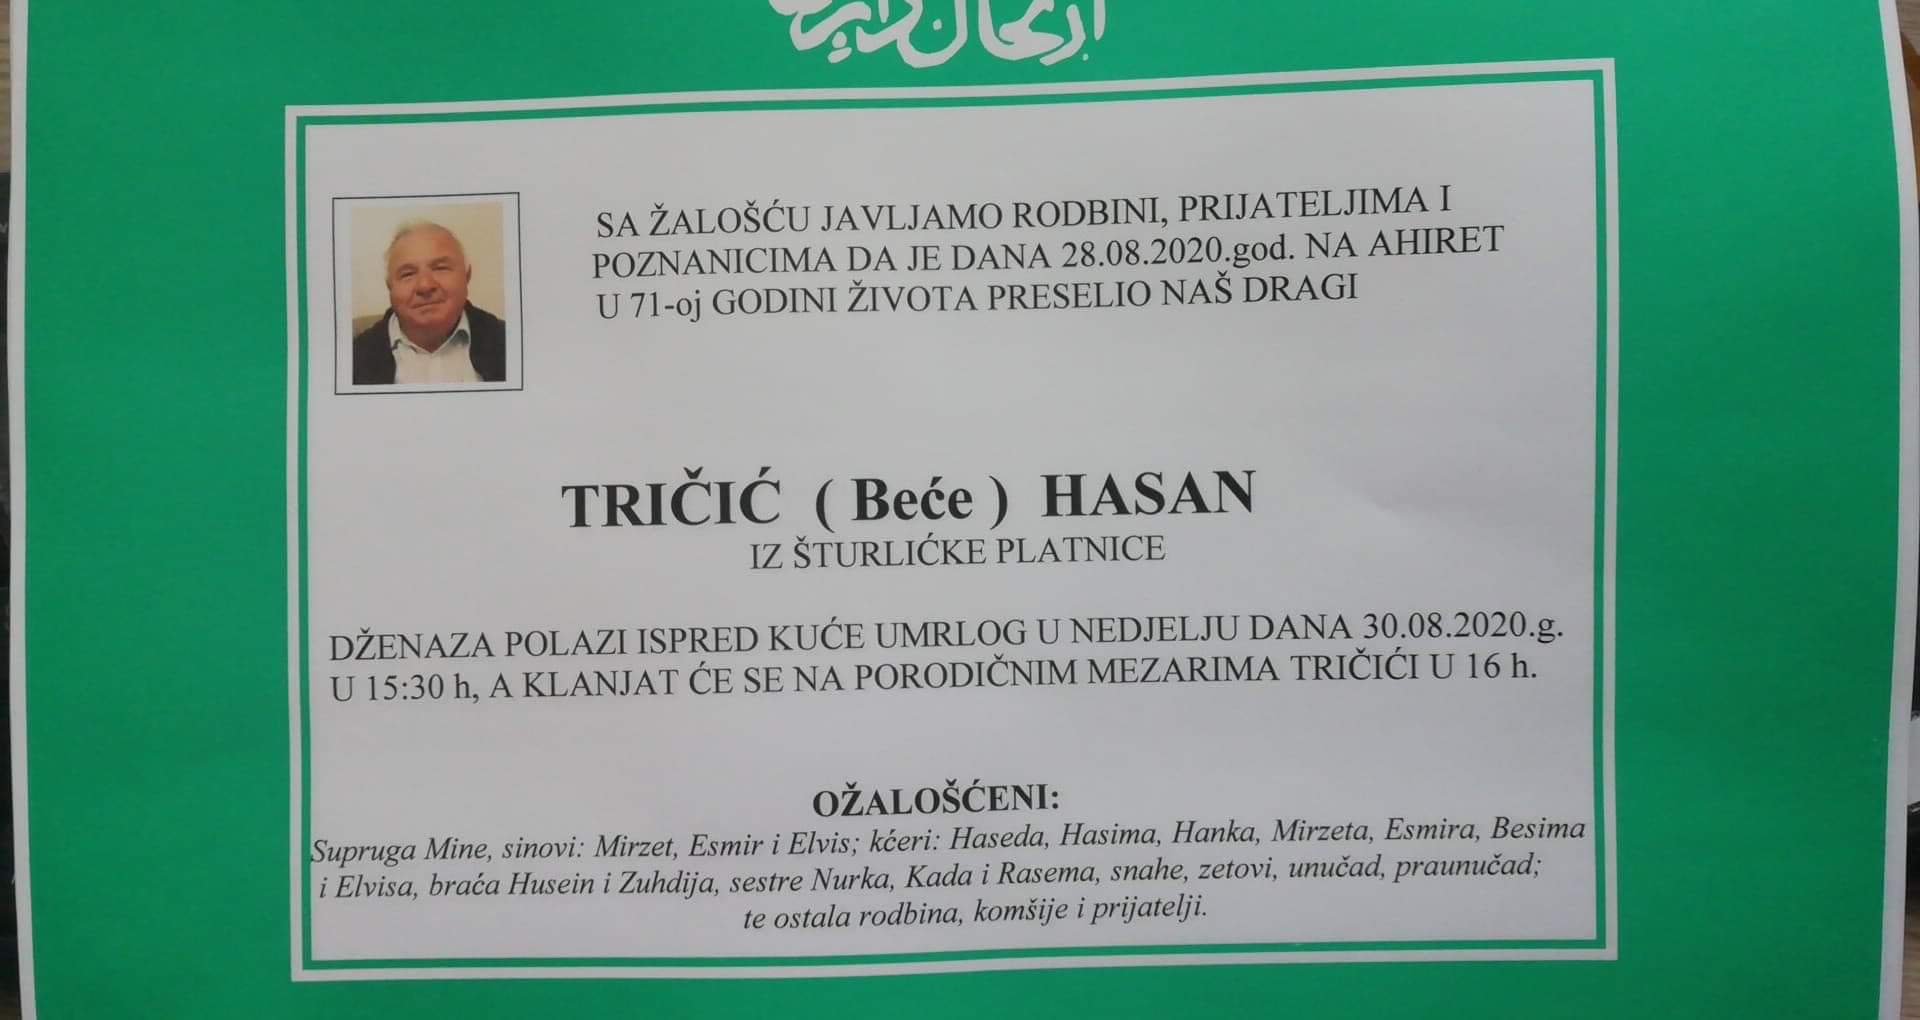 SA ŽALOŠĆU JAVLJAMO RODBINI, PRIJATELJIMA I
POZNANICIMA DA JE DANA 28.08.2020.god. NA AHIRET
U 71-oj GODINI ŽIVOTA PRESELIO NAŠ DRAGI
TRIČIĆ ( Beće ) HASAN
IZ ŠTURLIĆKE PLATNICE
DŽENAZA POLAZI ISPRED KUĆE UMRLOG U NEDJELJU DANA 30.08.2020.g.
U 15:30 h, A KLANJAT ĆE SE NA PORODIČNIM MEZARIMA TRIČIĆI U 16 h.
OŽALOŠĆENI:
Supruga Mine, sinovi: Mirzet, Esmir i Elvis; kćeri: Haseda, Hasima, Hanka, Mirzeta, Esmira, Besima
i Elvisa, braća Husein i Zuhdija, sestre Nurka, Kada i Rasema, snahe, zetovi, unučad, praunučad;
te ostala rodbina, komšije i prijatelji.